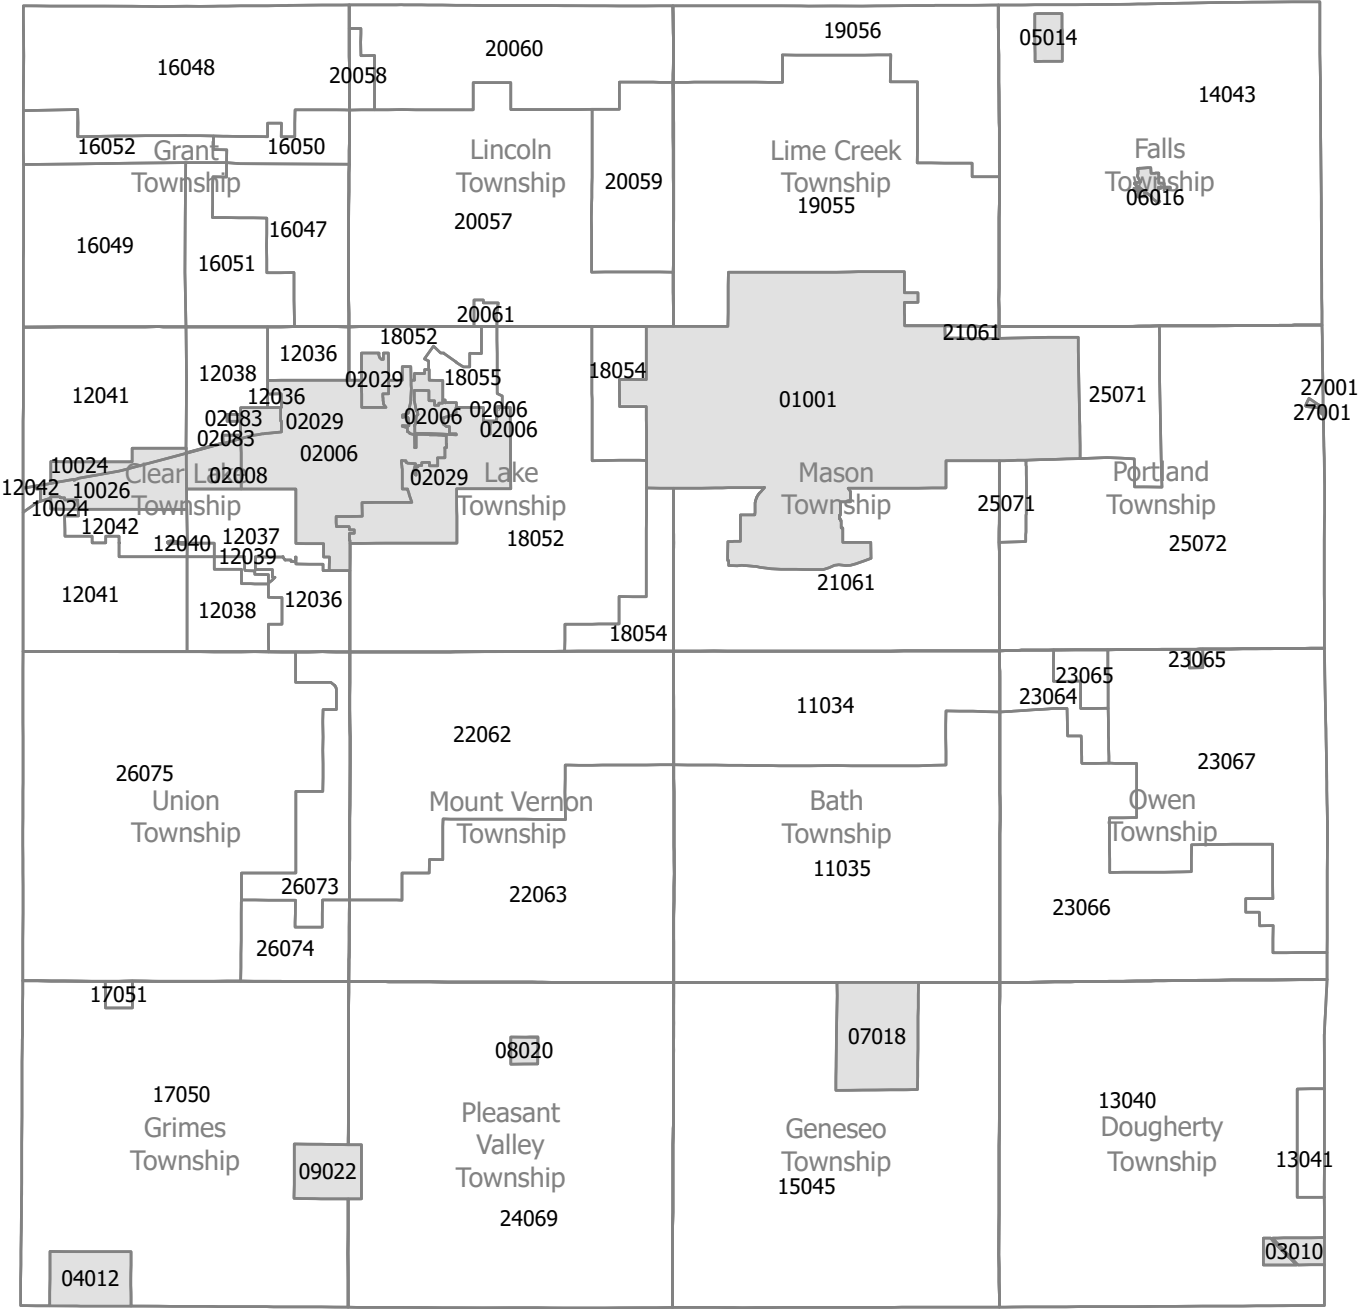 19056
05014
20060
16048
20058
14043
16052
16050
Grant
Township
Lincoln
Township
Lime Creek
Township
Falls
Township
20059
06016
19055
20057
16047
16049
16051
20061
21061
18052
12036
18054
12038
02029
18055
12041
12036
01001
25071
27001
27001
02083
02029
02006
02006
02006
02083
02006
10024
Clear Lake
Township
02008
02029
Lake
Township
Mason
Township
Portland
Township
12042
10026
10024
25071
12042
12037
18052
12040
12039
25072
12041
12038
12036
21061
18054
23065
23065
23064
11034
22062
23067
26075
Union
Township
Mount Vernon
Township
Bath
Township
Owen
Township
11035
26073
22063
23066
26074
17051
07018
08020
17050
Grimes
Township
Pleasant
Valley
Township
Geneseo
Township
13040
Dougherty
Township
13041
09022
15045
24069
03010
04012